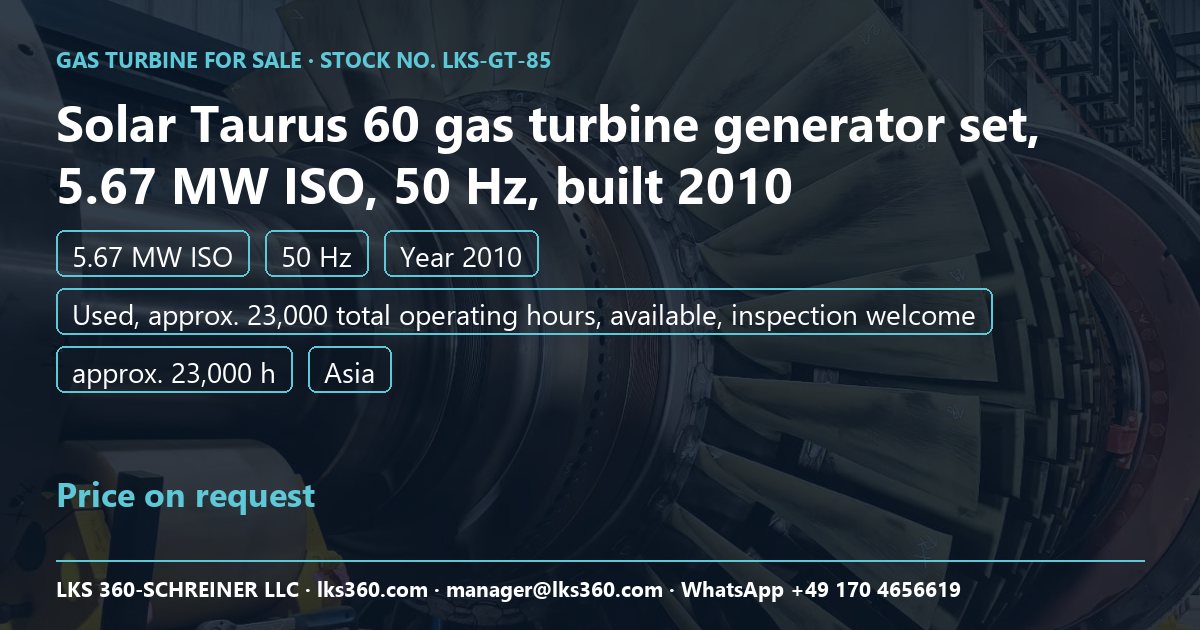 GAS TURBINE FOR SALE · STOCK NO. LKS-GT-85
Solar Taurus 60 gas turbine generator set,
5.67 MW ISO, 50 Hz, built 2010
5.67 MW ISO 50 Hz Year 2010
Used, approx. 23,000 total operating hours, available, inspection welcome
approx. 23,000 h Asia
Price on request
LKS 360-SCHREINER LLC · lks360.com · manager@lks360.com · WhatsApp +49 170 4656619